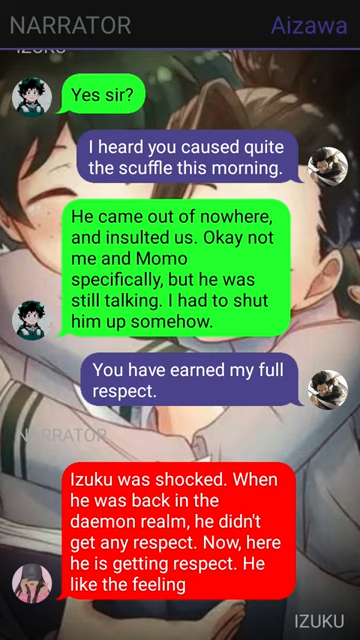 NARRATOR
Aizawa
IZUKU
Yes sir?
I heard you caused quite
the scuffle this morning.
He came out of nowhere,
and insulted us. Okay not
me and Momo
specifically, but he was
still talking. I had to shut
him up somehow.
You have earned my full
respect.
NARRATOR
Izuku was shocked. When
he was back in the
daemon realm, he didn't
get any respect. Now, here
he is getting respect. He
like the feeling
IZUKU